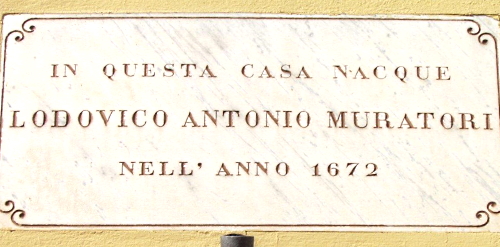 IN QUESTA CASA NACQUE
LODOVICO ANTONIO MURATORI
NELL' ANNO 1672